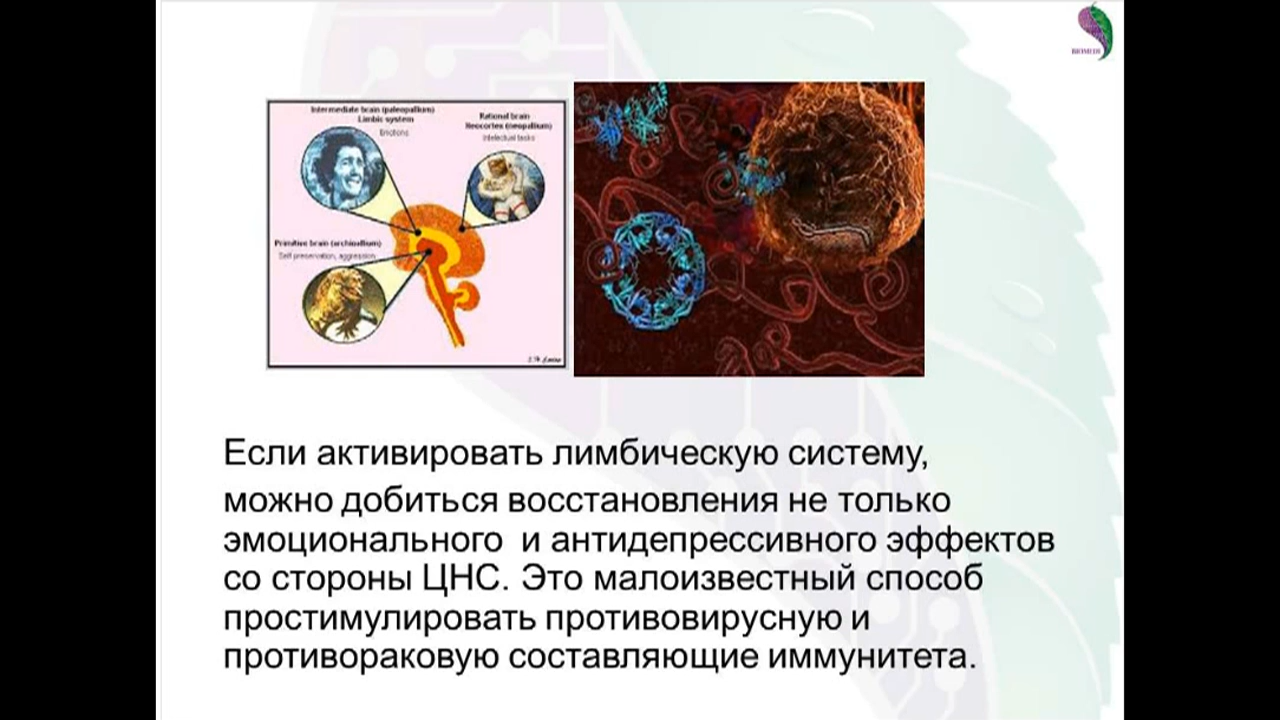 BIOMEDIS
Intermediate brain (paleopallium)
Limbic system
Emotions
Rational brain
Neocortex (neopallium)
Intelectual tasks
Primitive brain (archipallium)
Self preservation, aggression
Если активировать лимбическую систему,
можно добиться восстановления не только
эмоционального и антидепрессивного эффектов
со стороны ЦНС. Это малоизвестный способ
простимулировать противовирусную и
противораковую составляющие иммунитета.